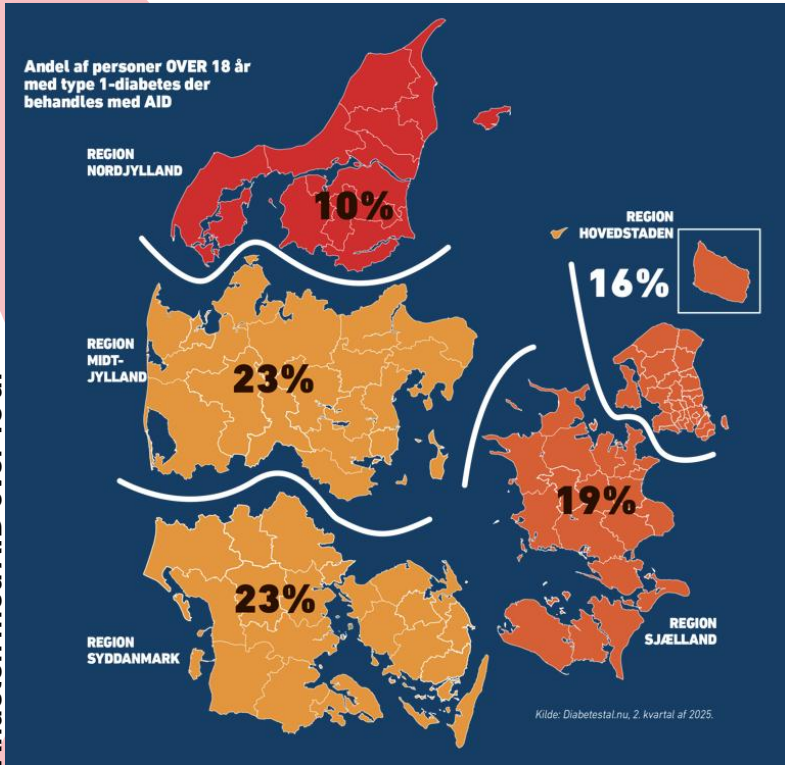 Andel af personer OVER 18 år
med type 1-diabetes der
behandles med AID
REGION
NORDJYLLAND
10%
REGION
HOVEDSTADEN
16%
REGION
MIDT-
JYLLAND
23%
19%
23%
REGION
SYDDANMARK
REGION
SJÆLLAND
Kilde: Diabetestal.nu, 2. kvartal af 2025.